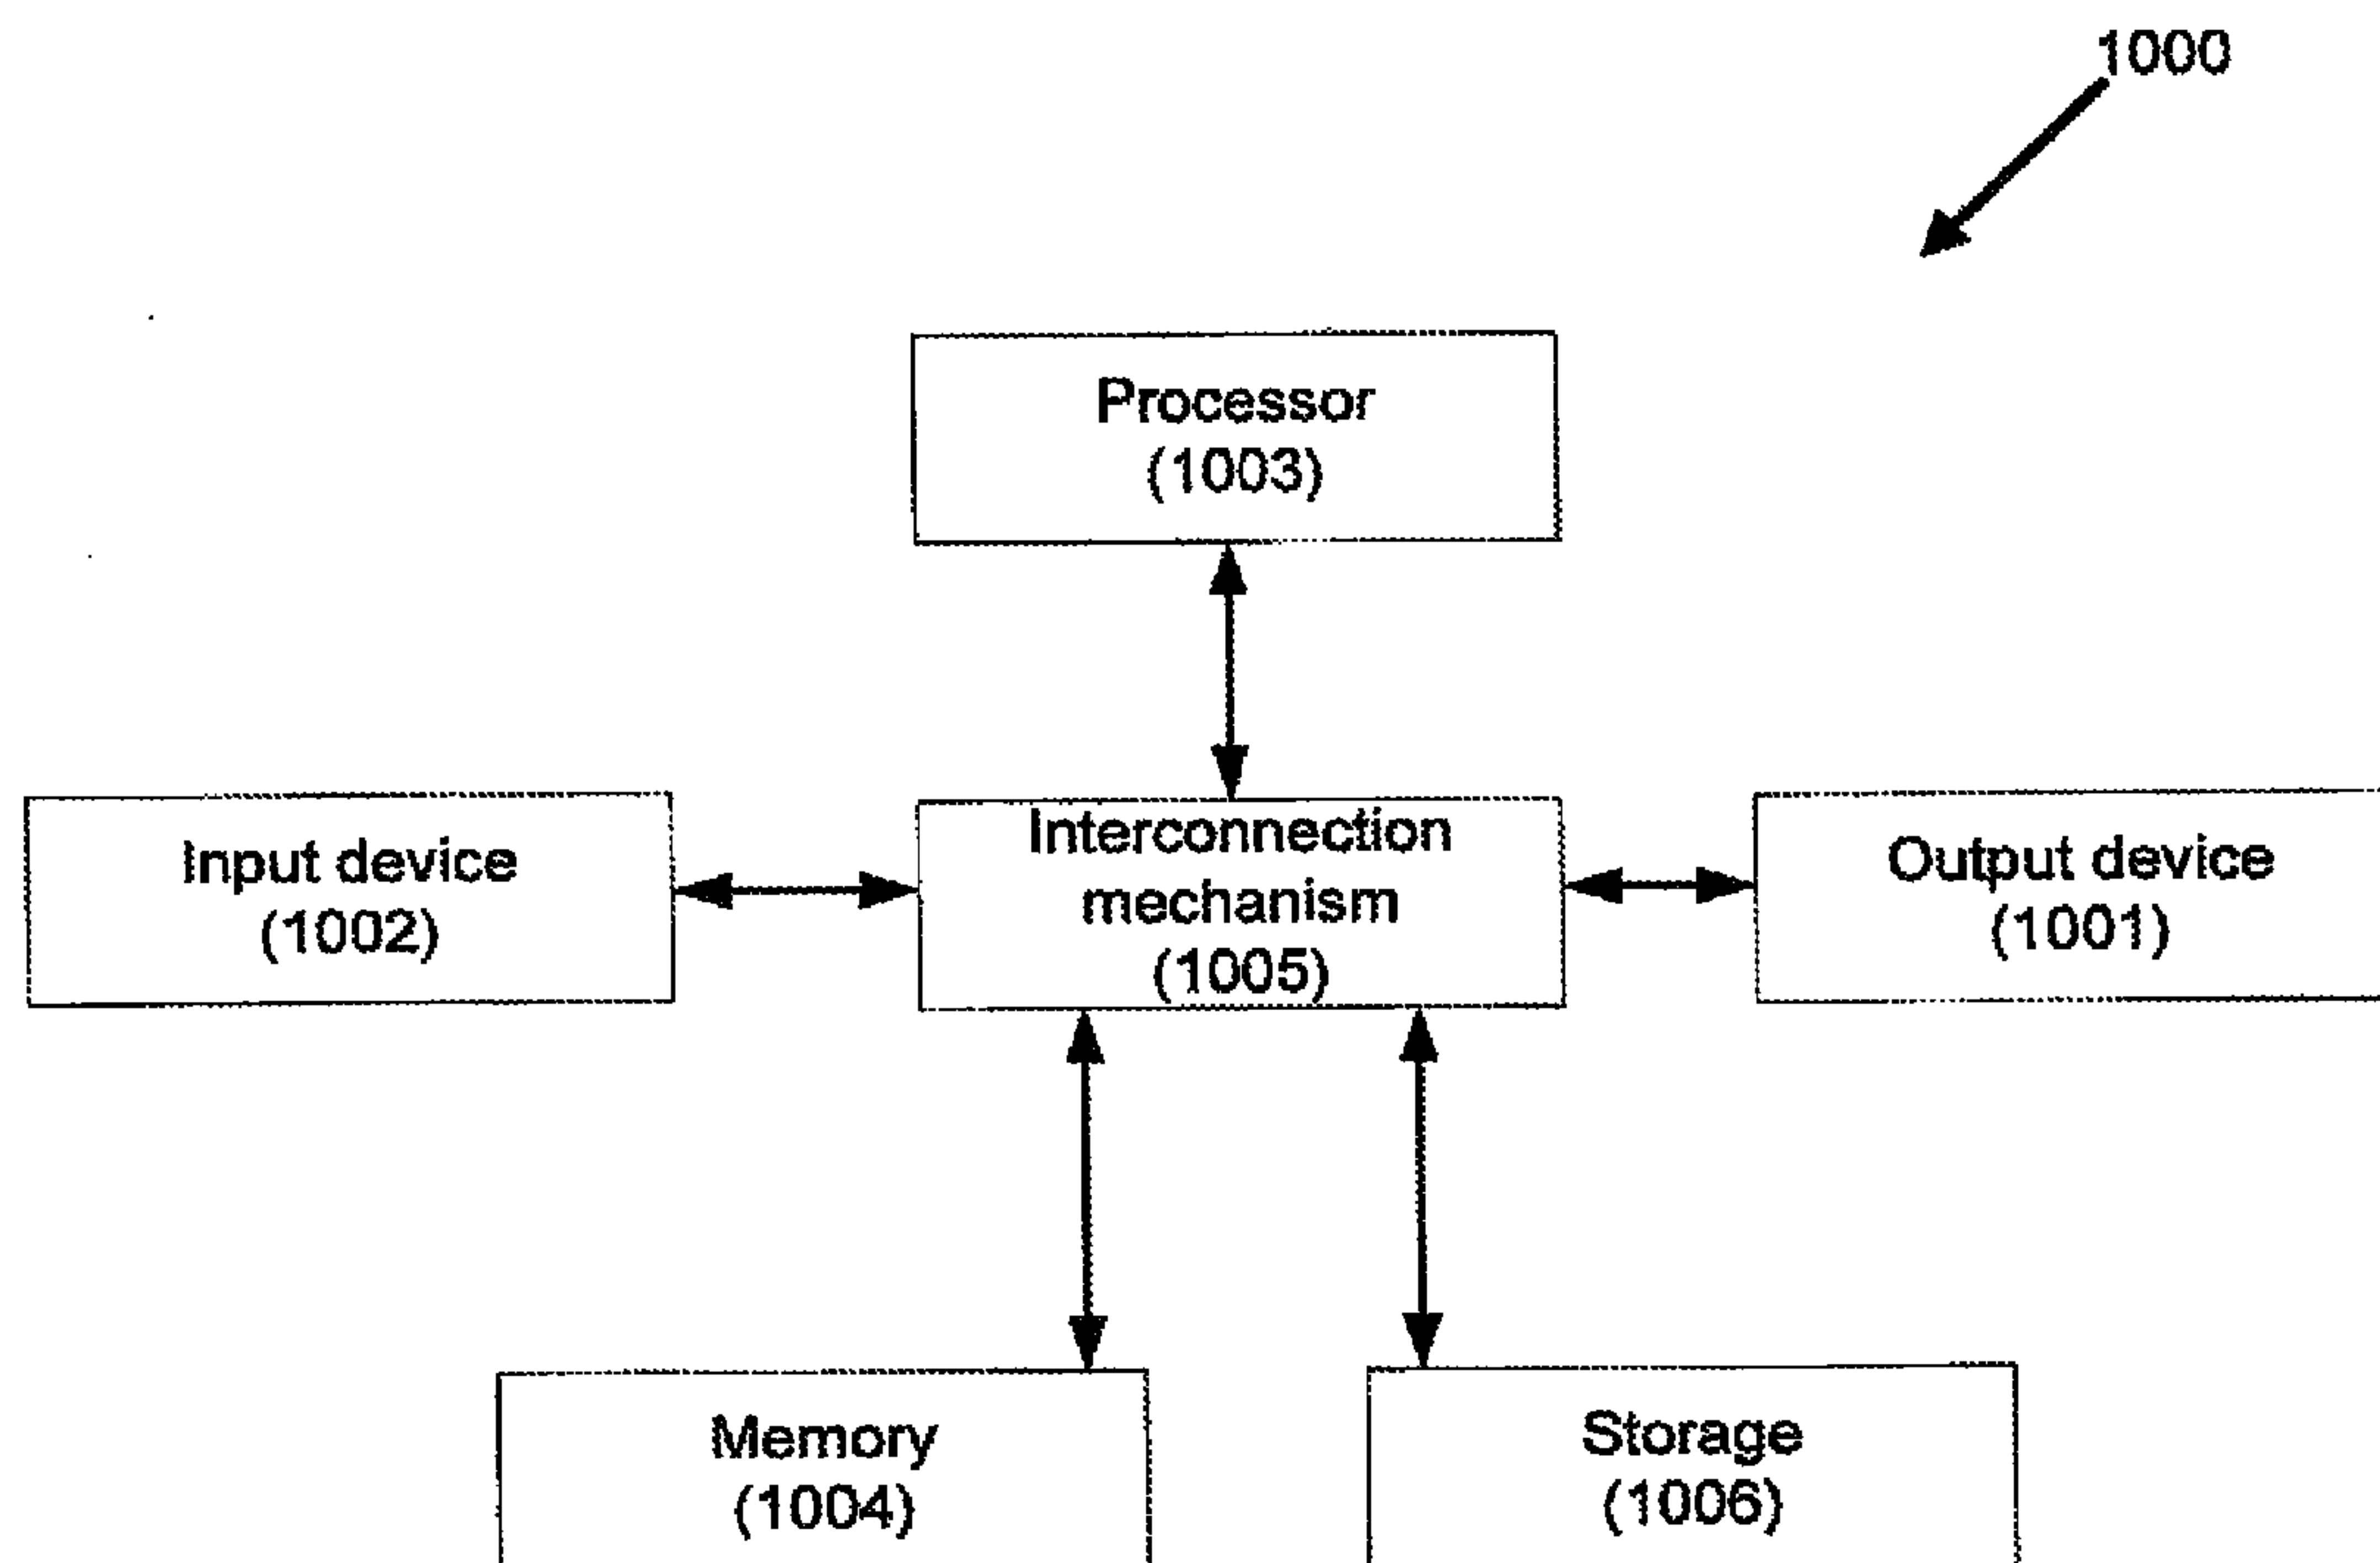 1000
Processor
(1003)
Input device
(1002)
Interconnection
mechanism
(1005)
Output device
(1001)
Memory
(1004)
Storage
(1006)